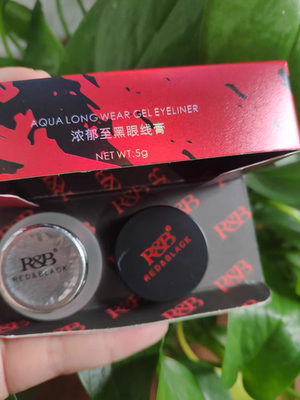 AQUA LONG WEAR GEL EYELINER
浓郁至黑眼线膏
NET WT: 5g
R&B®
RED&BLACK
R&B®
RED&BLACK